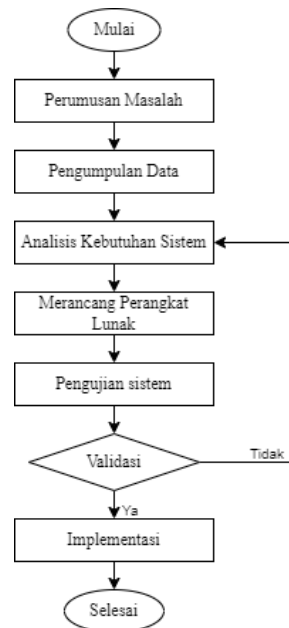 Mulai
Perumusan Masalah
Pengumpulan Data
Analisis Kebutuhan Sistem
Merancang Perangkat
Lunak
Pengujian sistem
Validasi
Tidak
Ya
Implementasi
Selesai